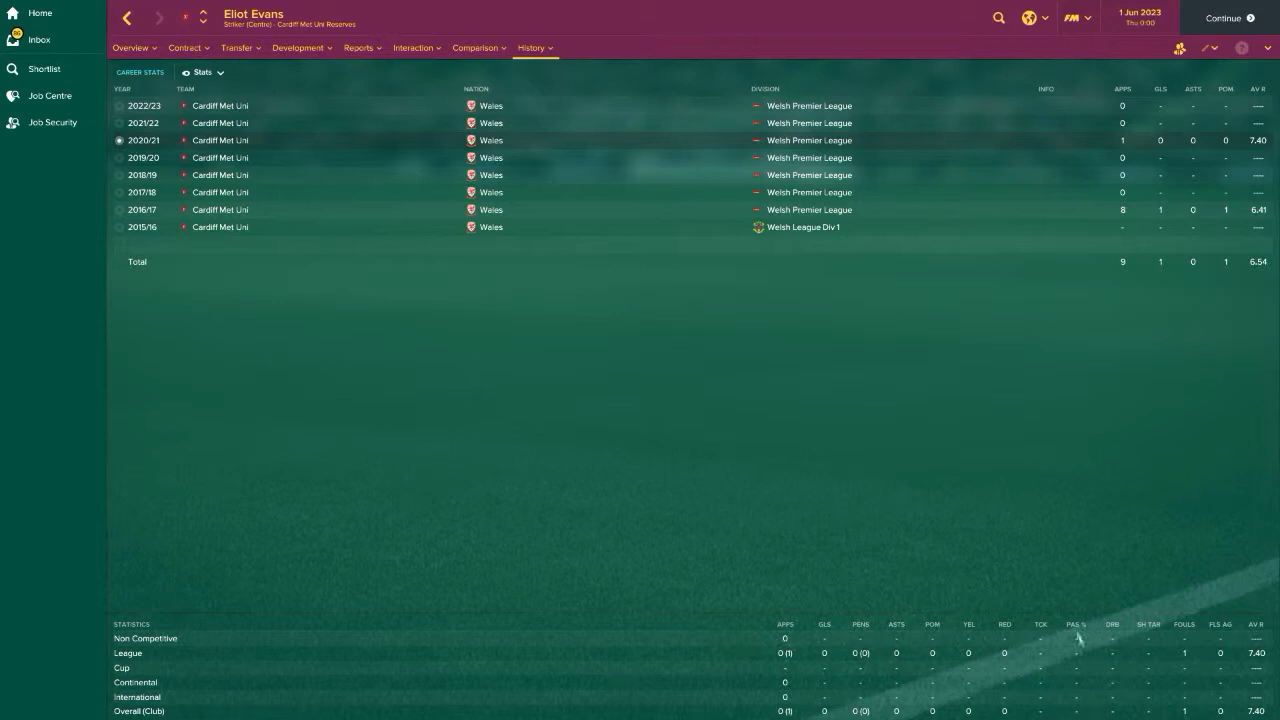 Home
86
Inbox
Shortlist
Job Centre
Job Security
Eliot Evans
Striker (Centre) - Cardiff Met Uni Reserves
FM
1 Jun 2023
Thu 0:00
Continue
Overview Contract Transfer Development Reports Interaction Comparison History
CAREER STATS Stats
YEAR TEAM NATION DIVISION INFO APPS GLS ASTS POM AV R
2022/23 Cardiff Met Uni Wales Welsh Premier League 0 - - - ----
2021/22 Cardiff Met Uni Wales Welsh Premier League 0 - - - ----
2020/21 Cardiff Met Uni Wales Welsh Premier League 1 0 0 0 7.40
2019/20 Cardiff Met Uni Wales Welsh Premier League 0 - - - ----
2018/19 Cardiff Met Uni Wales Welsh Premier League 0 - - - ----
2017/18 Cardiff Met Uni Wales Welsh Premier League 0 - - - ----
2016/17 Cardiff Met Uni Wales Welsh Premier League 8 1 0 1 6.41
2015/16 Cardiff Met Uni Wales Welsh League Div 1 - - - - ----
Total 9 1 0 1 6.54
STATISTICS APPS GLS PENS ASTS POM YEL RED TCK PAS % DRB SH TAR FOULS FLS AG AV R
Non Competitive 0 - - - - - - - - - - - - ----
League 0 (1) 0 0 (0) 0 0 0 0 - - - - 1 0 7.40
Cup - - - - - - - - - - - - - ----
Continental 0 - - - - - - - - - - - - ----
International 0 - - - - - - - - - - - - ----
Overall (Club) 0 (1) 0 0 (0) 0 0 0 0 - - - - 1 0 7.40